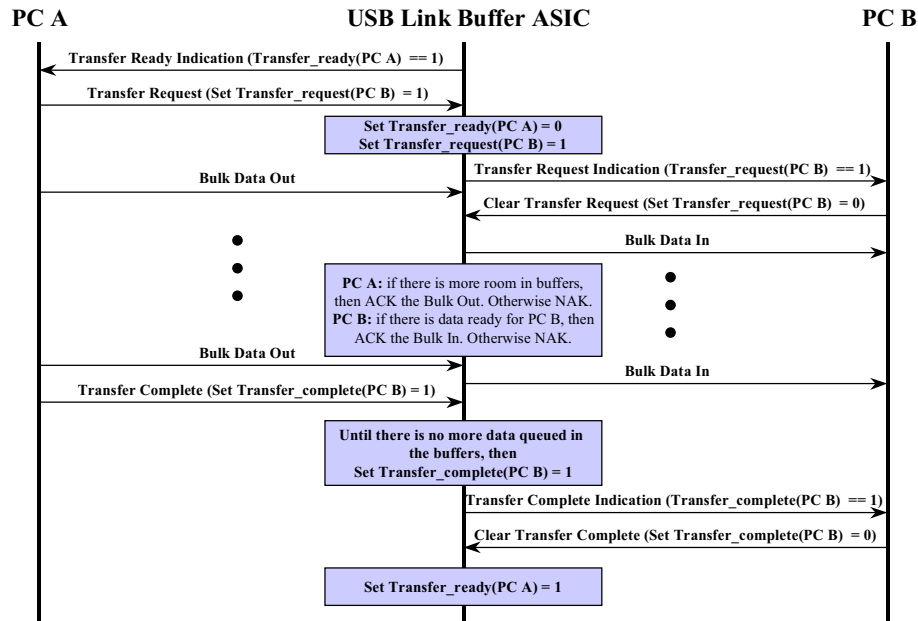 PC A
USB Link Buffer ASIC
PC B
Transfer Ready Indication (Transfer_ready(PC A) == 1)
Transfer Request (Set Transfer_request(PC B) = 1)
Set Transfer_ready(PC A) = 0
Set Transfer_request(PC B) = 1
Transfer Request Indication (Transfer_request(PC B) == 1)
Bulk Data Out
Clear Transfer Request (Set Transfer_request(PC B) = 0)
Bulk Data In
PC A: if there is more room in buffers,
then ACK the Bulk Out. Otherwise NAK.
PC B: if there is data ready for PC B, then
ACK the Bulk In. Otherwise NAK.
Bulk Data Out
Bulk Data In
Transfer Complete (Set Transfer_complete(PC B) = 1)
Until there is no more data queued in
the buffers, then
Set Transfer_complete(PC B) = 1
Transfer Complete Indication (Transfer_complete(PC B) == 1)
Clear Transfer Complete (Set Transfer_complete(PC B) = 0)
Set Transfer_ready(PC A) = 1